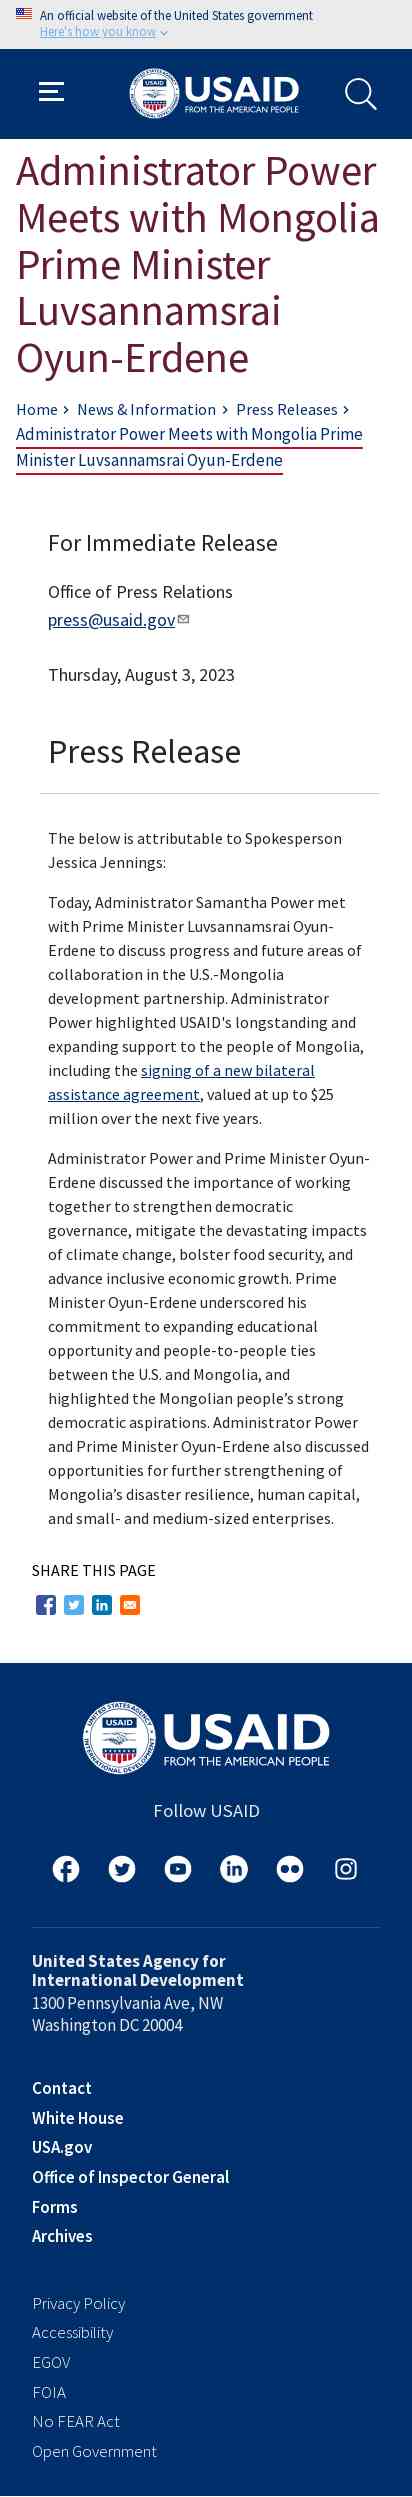 An official website of the United States government
Here's how you know
USAID
FROM THE AMERICAN PEOPLE
Administrator Power
Meets with Mongolia
Prime Minister
Luvsannamsrai
Oyun-Erdene
Home › News & Information › Press Releases ›
Administrator Power Meets with Mongolia Prime
Minister Luvsannamsrai Oyun-Erdene
For Immediate Release
Office of Press Relations
press@usaid.gov
Thursday, August 3, 2023
Press Release
The below is attributable to Spokesperson
Jessica Jennings:
Today, Administrator Samantha Power met
with Prime Minister Luvsannamsrai Oyun-
Erdene to discuss progress and future areas of
collaboration in the U.S.-Mongolia
development partnership. Administrator
Power highlighted USAID's longstanding and
expanding support to the people of Mongolia,
including the signing of a new bilateral
assistance agreement, valued at up to $25
million over the next five years.
Administrator Power and Prime Minister Oyun-
Erdene discussed the importance of working
together to strengthen democratic
governance, mitigate the devastating impacts
of climate change, bolster food security, and
advance inclusive economic growth. Prime
Minister Oyun-Erdene underscored his
commitment to expanding educational
opportunity and people-to-people ties
between the U.S. and Mongolia, and
highlighted the Mongolian people’s strong
democratic aspirations. Administrator Power
and Prime Minister Oyun-Erdene also discussed
opportunities for further strengthening of
Mongolia’s disaster resilience, human capital,
and small- and medium-sized enterprises.
SHARE THIS PAGE
UNITED STATES AGENCY
USAID
INTERNATIONAL DEVELOPMENT
USAID
FROM THE AMERICAN PEOPLE
Follow USAID
United States Agency for
International Development
1300 Pennsylvania Ave, NW
Washington DC 20004
Contact
White House
USA.gov
Office of Inspector General
Forms
Archives
Privacy Policy
Accessibility
EGOV
FOIA
No FEAR Act
Open Government